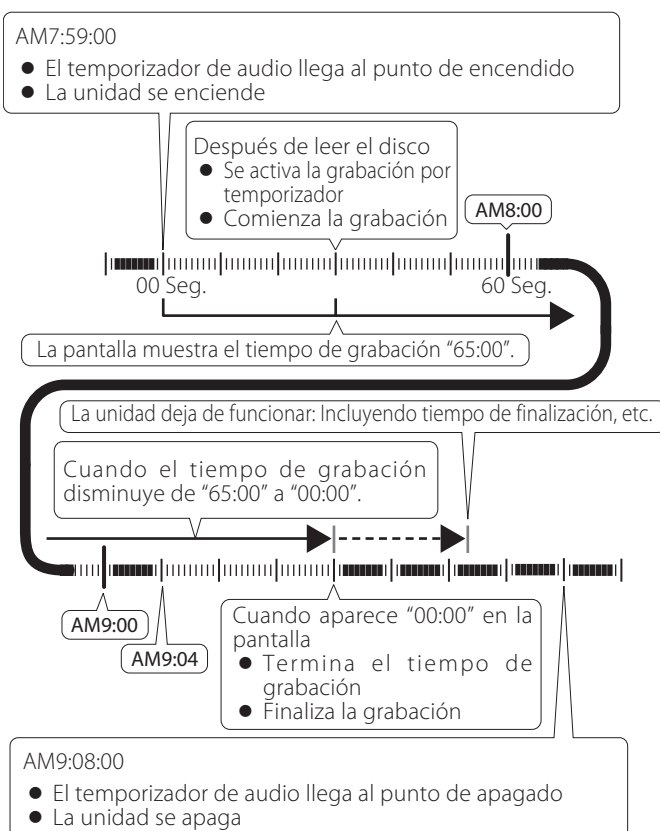 AM7:59:00
● El temporizador de audio llega al punto de encendido
● La unidad se enciende
Después de leer el disco
● Se activa la grabación por
temporizador
● Comienza la grabación
AM8:00
00 Seg.
60 Seg.
La pantalla muestra el tiempo de grabación “65:00”.
La unidad deja de funcionar: Incluyendo tiempo de finalización, etc.
Cuando el tiempo de grabación
disminuye de “65:00” a “00:00”.
AM9:00
AM9:04
Cuando aparece “00:00” en la
pantalla
● Termina el tiempo de
grabación
● Finaliza la grabación
AM9:08:00
● El temporizador de audio llega al punto de apagado
● La unidad se apaga